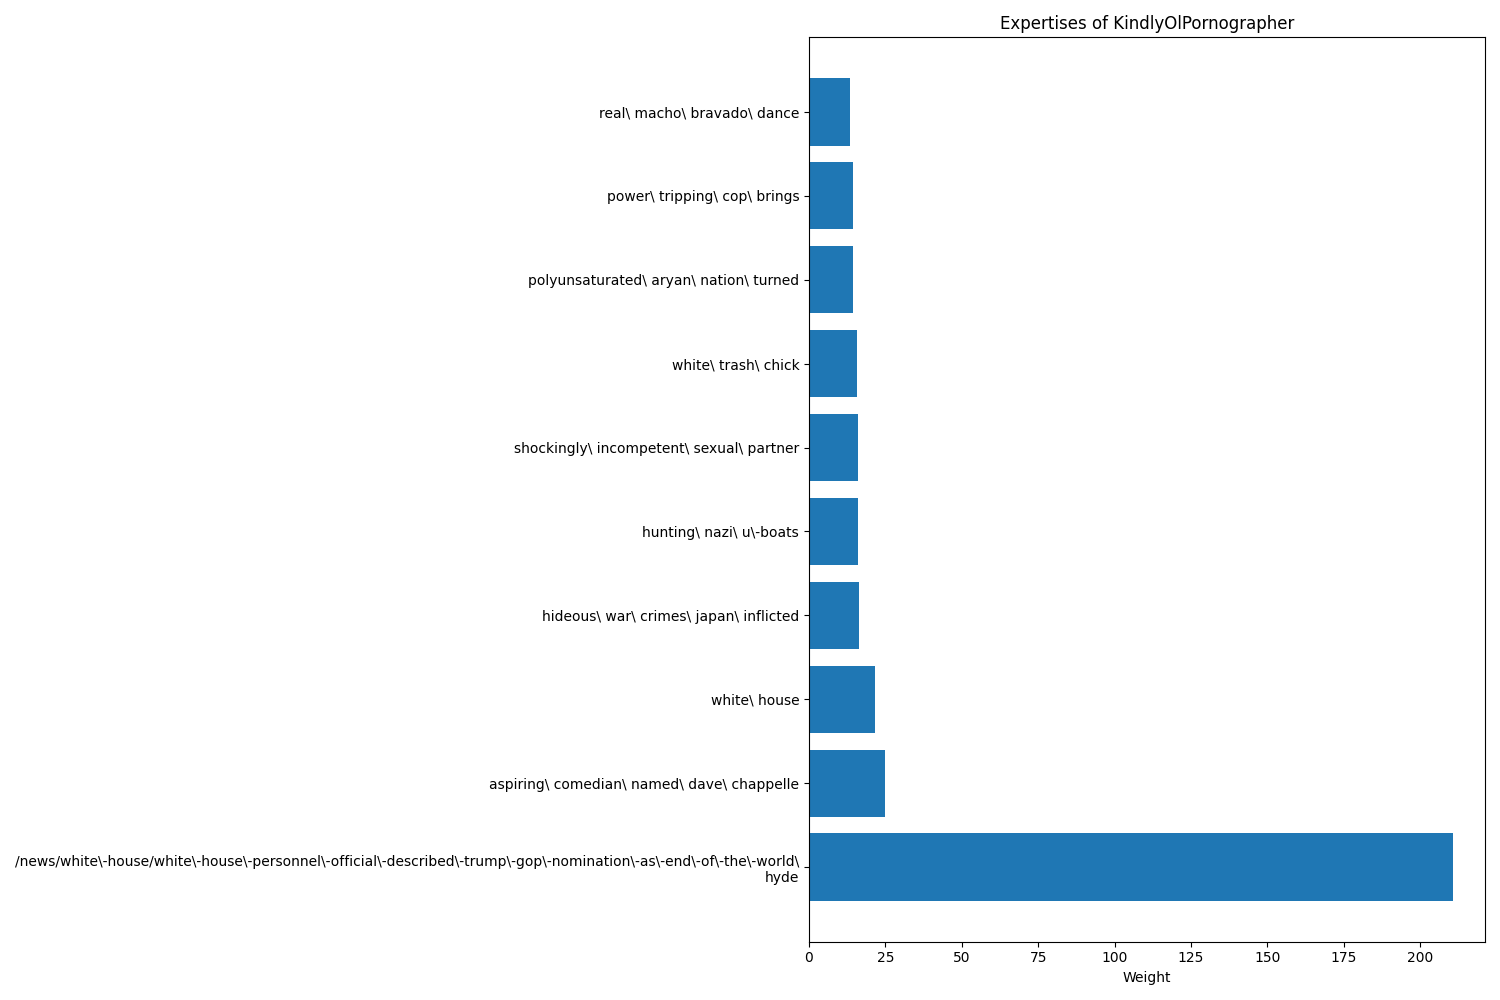 Expertises of KindlyOlPornographer
real\ macho\ bravado\ dance
power\ tripping\ cop\ brings
polyunsaturated\ aryan\ nation\ turned
white\ trash\ chick
shockingly\ incompetent\ sexual\ partner
hunting\ nazi\ u\-boats
hideous\ war\ crimes\ japan\ inflicted
white\ house
aspiring\ comedian\ named\ dave\ chappelle
/news/white\-house/white\-house\-personnel\-official\-described\-trump\-gop\-nomination\-as\-end\-of\-the\-world\
hyde
0 25 50 75 100 125 150 175 200
Weight